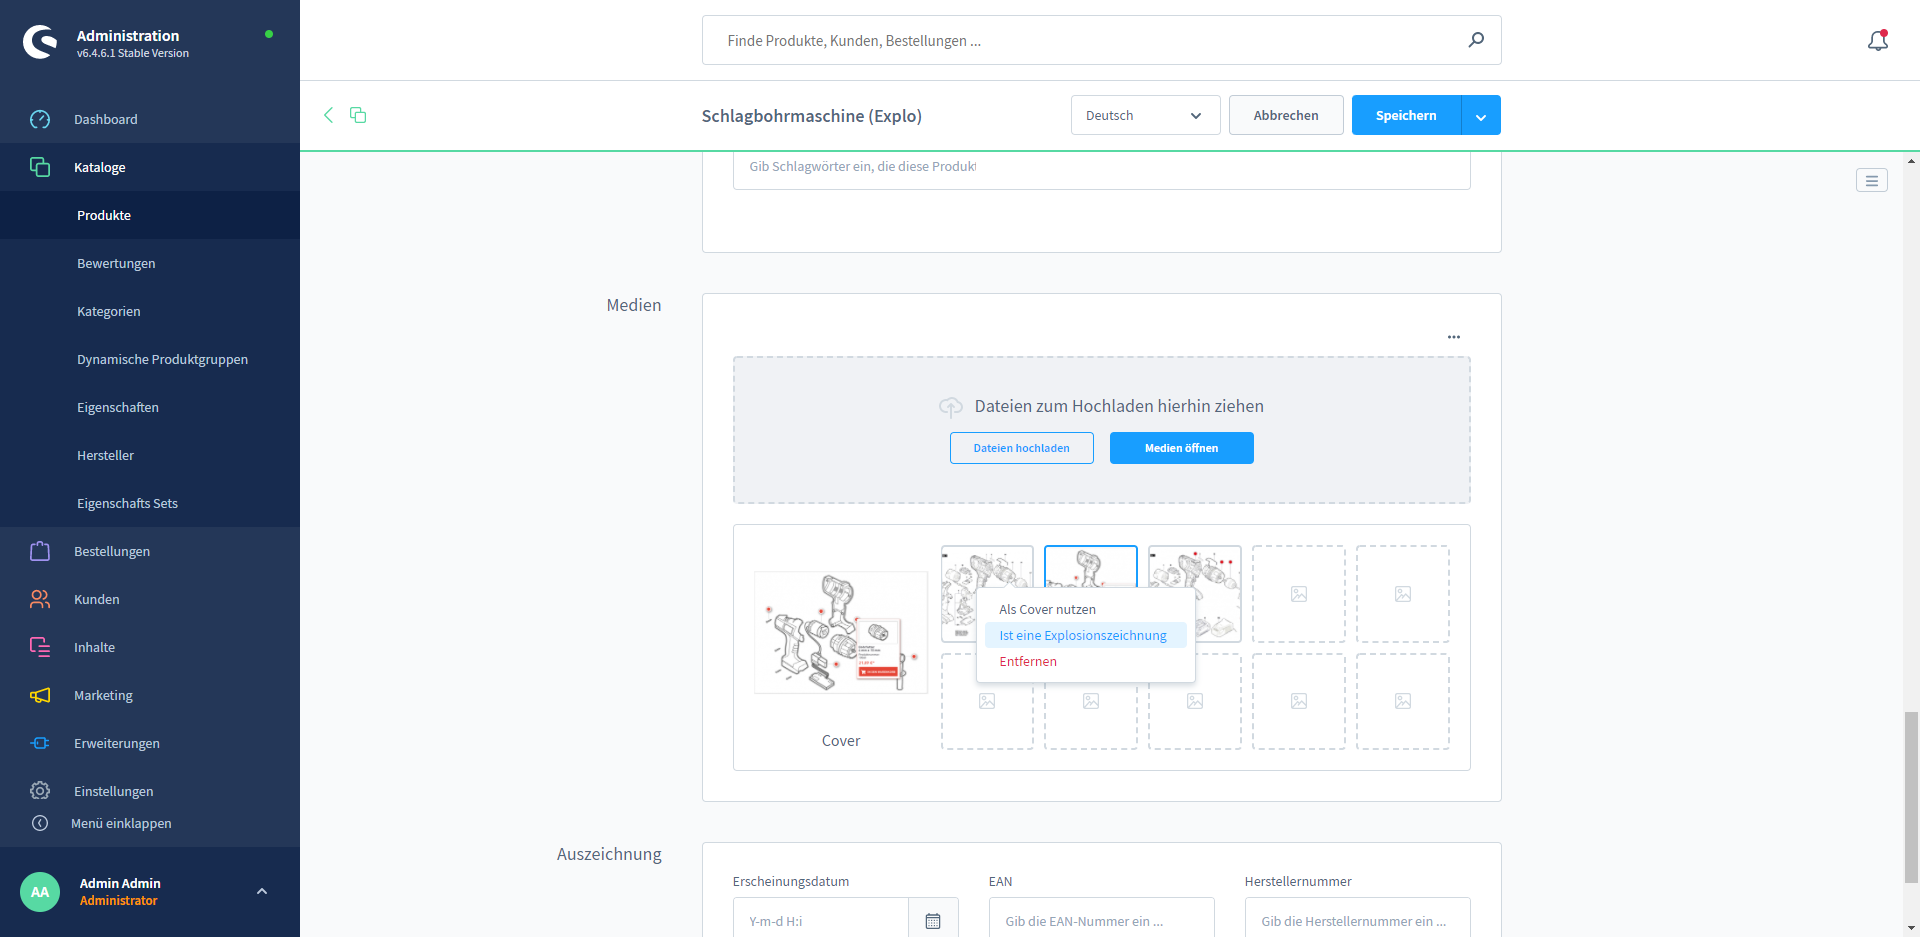 Administration
v6.4.6.1 Stable Version
Finde Produkte, Kunden, Bestellungen ...
Schlagbohrmaschine (Explo)
Deutsch
Abbrechen
Speichern
Dashboard
Kataloge
Produkte
Bewertungen
Kategorien
Dynamische Produktgruppen
Eigenschaften
Hersteller
Eigenschafts Sets
Bestellungen
Kunden
Inhalte
Marketing
Erweiterungen
Einstellungen
Menü einklappen
AA
Admin Admin
Administrator
Gib Schlagwörter ein, die diese Produkt
Medien
Dateien zum Hochladen hierhin ziehen
Dateien hochladen
Medien öffnen
Als Cover nutzen
Ist eine Explosionszeichnung
Entfernen
Cover
Auszeichnung
Erscheinungsdatum
EAN
Herstellernummer
Y-m-d H:i
Gib die EAN-Nummer ein ...
Gib die Herstellernummer ein ...